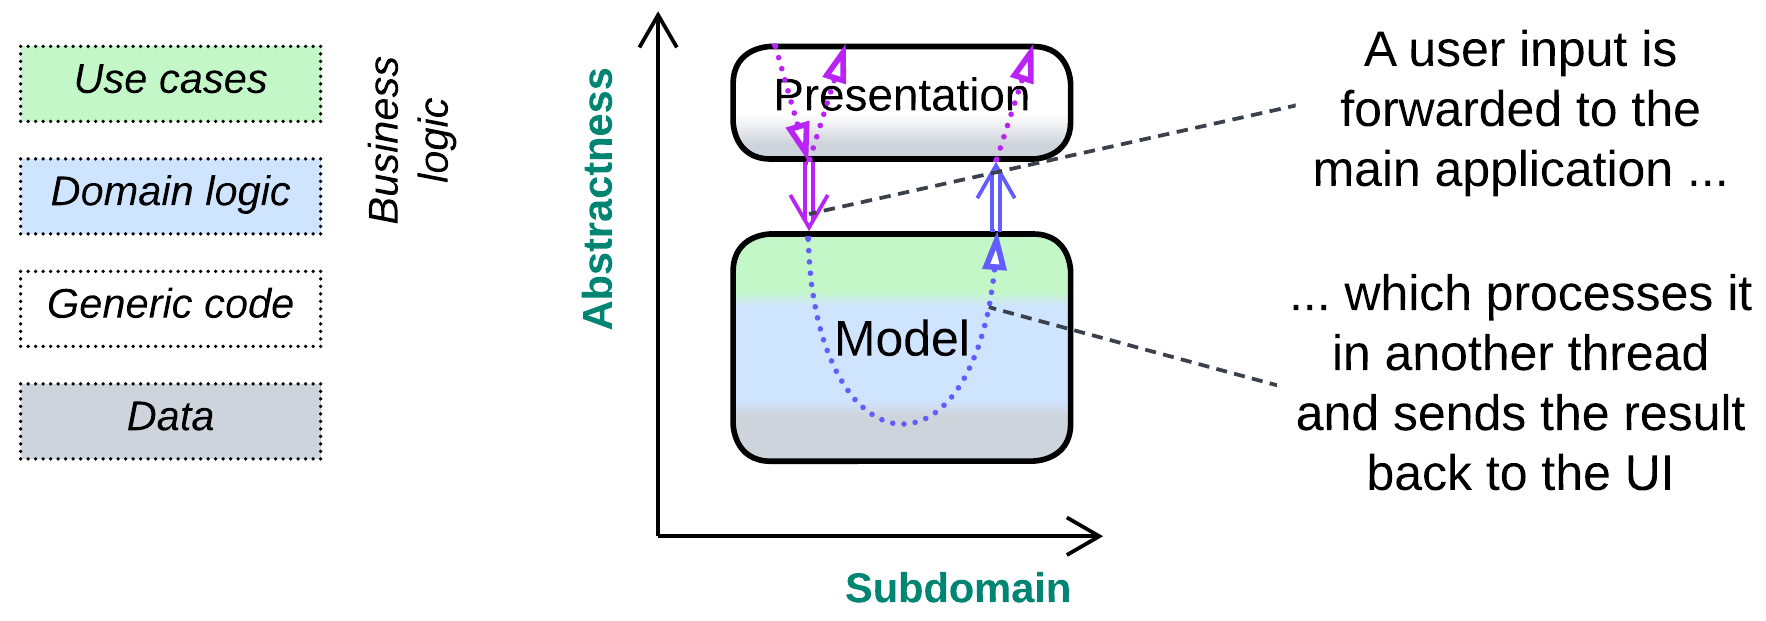 Use cases
Domain logic
Generic code
Data
Business
logic
Abstractness
Subdomain
Presentation
Model
A user input is
forwarded to the
main application ...
... which processes it
in another thread
and sends the result
back to the UI